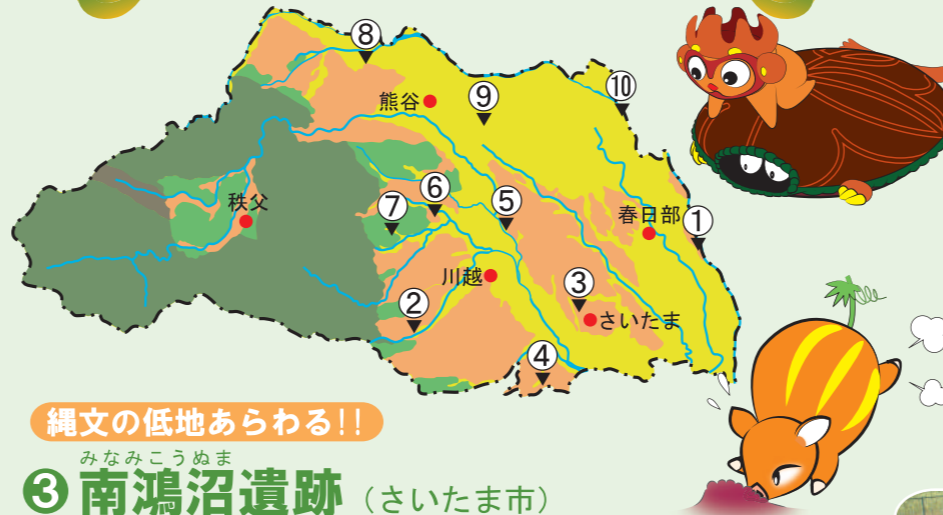 ⑧
熊谷
⑨
⑩
秩父
⑥
⑦
⑤
春日部
①
川越
②
③
さいたま
④
縄文の低地あらわる!!
みなみこうぬま
❸南鴻沼遺跡（さいたま市）